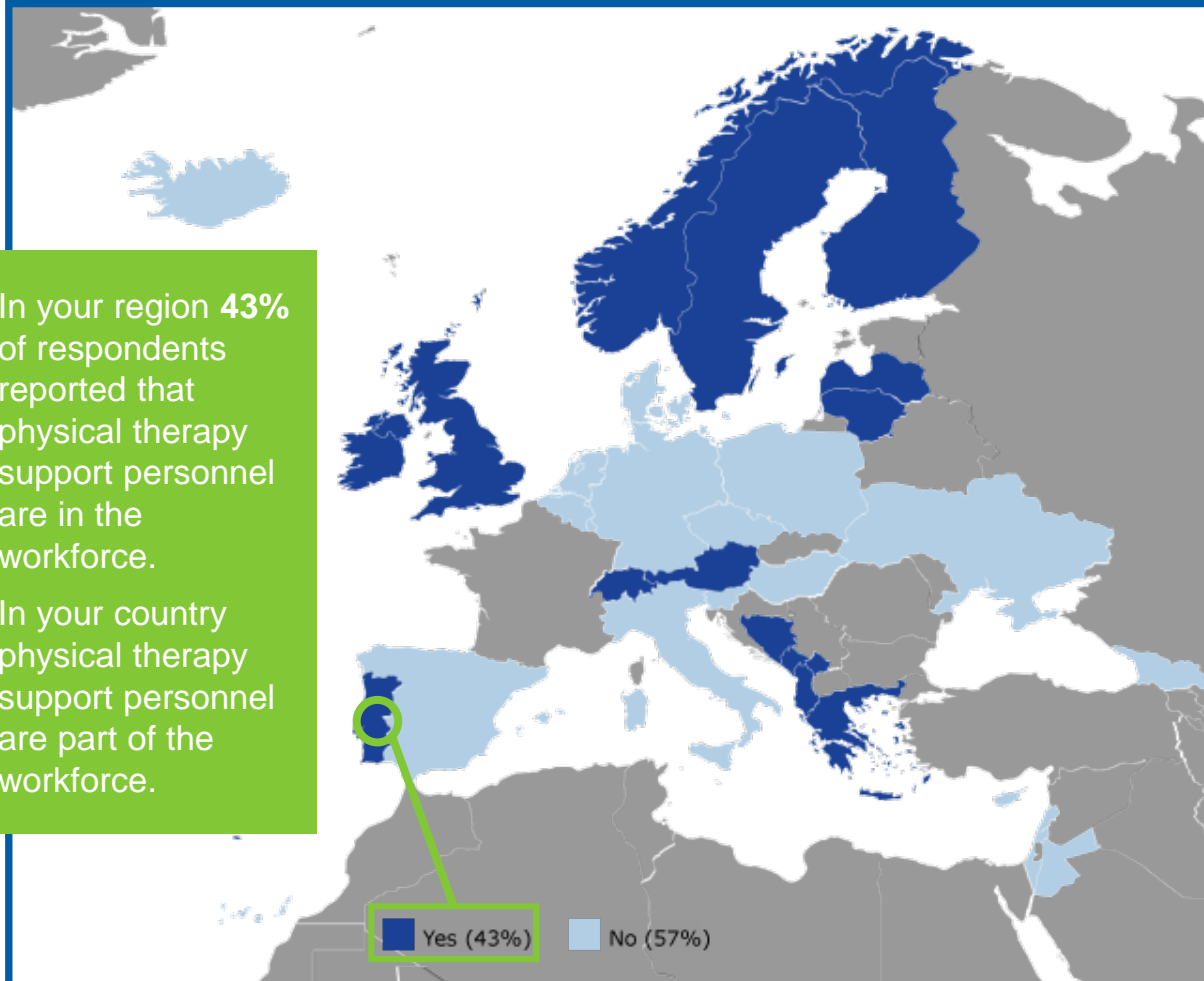 In your region 43%
of respondents
reported that
physical therapy
support personnel
are in the
workforce.
In your country
physical therapy
support personnel
are part of the
workforce.
Yes (43%)
No (57%)